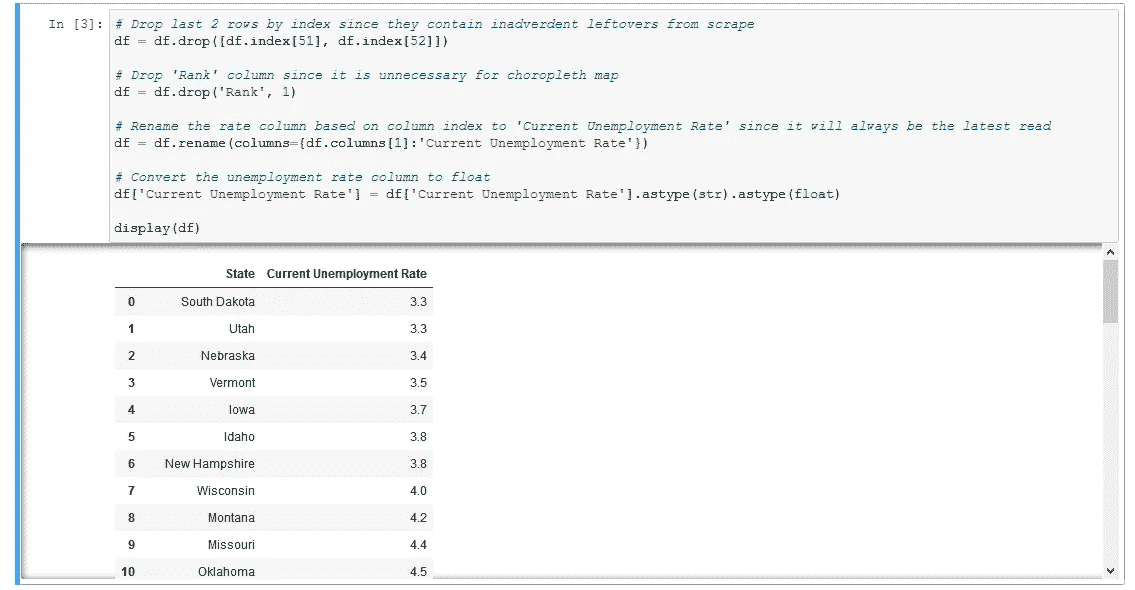 In [3]: # Drop last 2 rows by index since they contain inadverdent leftovers from scrape
df = df.drop([df.index[51], df.index[52]])
# Drop 'Rank' column since it is unnecessary for choropleth map
df = df.drop('Rank', 1)
# Rename the rate column based on column index to 'Current Unemployment Rate' since it will always be the latest read
df = df.rename(columns={df.columns[1]:'Current Unemployment Rate'})
# Convert the unemployment rate column to float
df['Current Unemployment Rate'] = df['Current Unemployment Rate'].astype(str).astype(float)
display(df)
State Current Unemployment Rate
0 South Dakota 3.3
1 Utah 3.3
2 Nebraska 3.4
3 Vermont 3.5
4 Iowa 3.7
5 Idaho 3.8
6 New Hampshire 3.8
7 Wisconsin 4.0
8 Montana 4.2
9 Missouri 4.4
10 Oklahoma 4.5